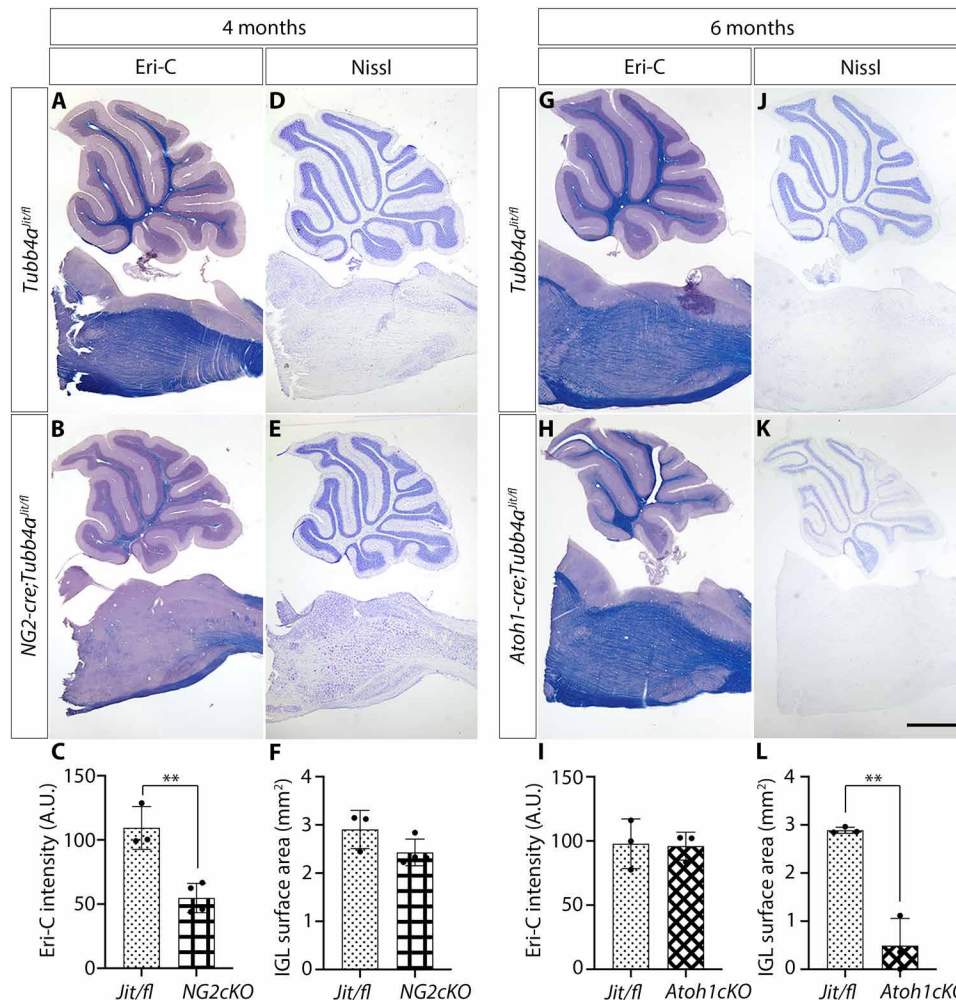 4 months
6 months
Eri-C
Nissl
Eri-C
Nissl
A
D
G
J
Tubb4a^Jit/fl
Tubb4a^Jit/fl
B
E
H
K
NG2-cre;Tubb4a^Jit/fl
Atoh1-cre;Tubb4a^Jit/fl
C
Eri-C intensity (A.U.)
150
100
50
0
**
Jit/fl
NG2cKO
F
IGL surface area (mm²)
4
3
2
1
0
Jit/fl
NG2cKO
I
Eri-C intensity (A.U.)
150
100
50
0
Jit/fl
Atoh1cKO
L
IGL surface area (mm²)
4
3
2
1
0
**
Jit/fl
Atoh1cKO